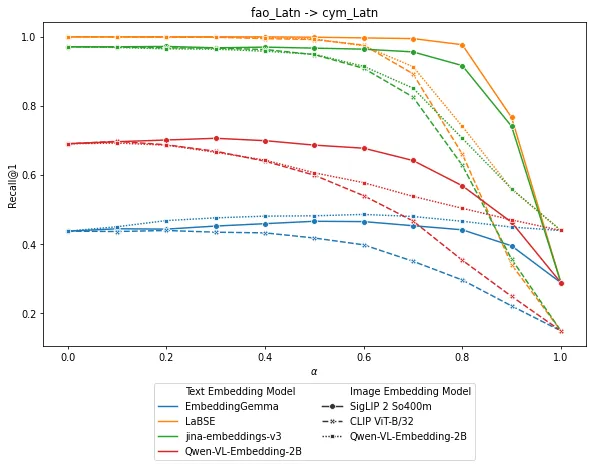 fao_Latn -> cym_Latn
1.0
0.8
0.6
0.4
0.2
Recall@1
0.0 0.2 0.4 0.6 0.8 1.0
α
Text Embedding Model Image Embedding Model
EmbeddingGemma SigLIP 2 So400m
LaBSE CLIP ViT-B/32
jina-embeddings-v3 Qwen-VL-Embedding-2B
Qwen-VL-Embedding-2B